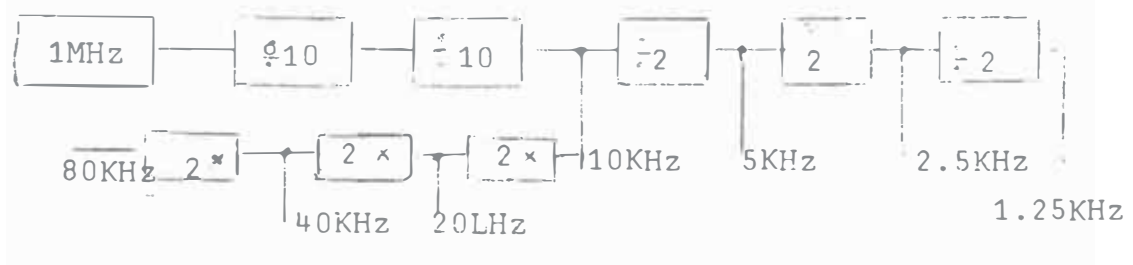 1MHz ÷10 ÷ 10 ÷2 2 ÷ 2
80KHz 2 × 2 × 2 × 10KHz 5KHz 2.5KHz
40KHz 20LHz 1.25KHz